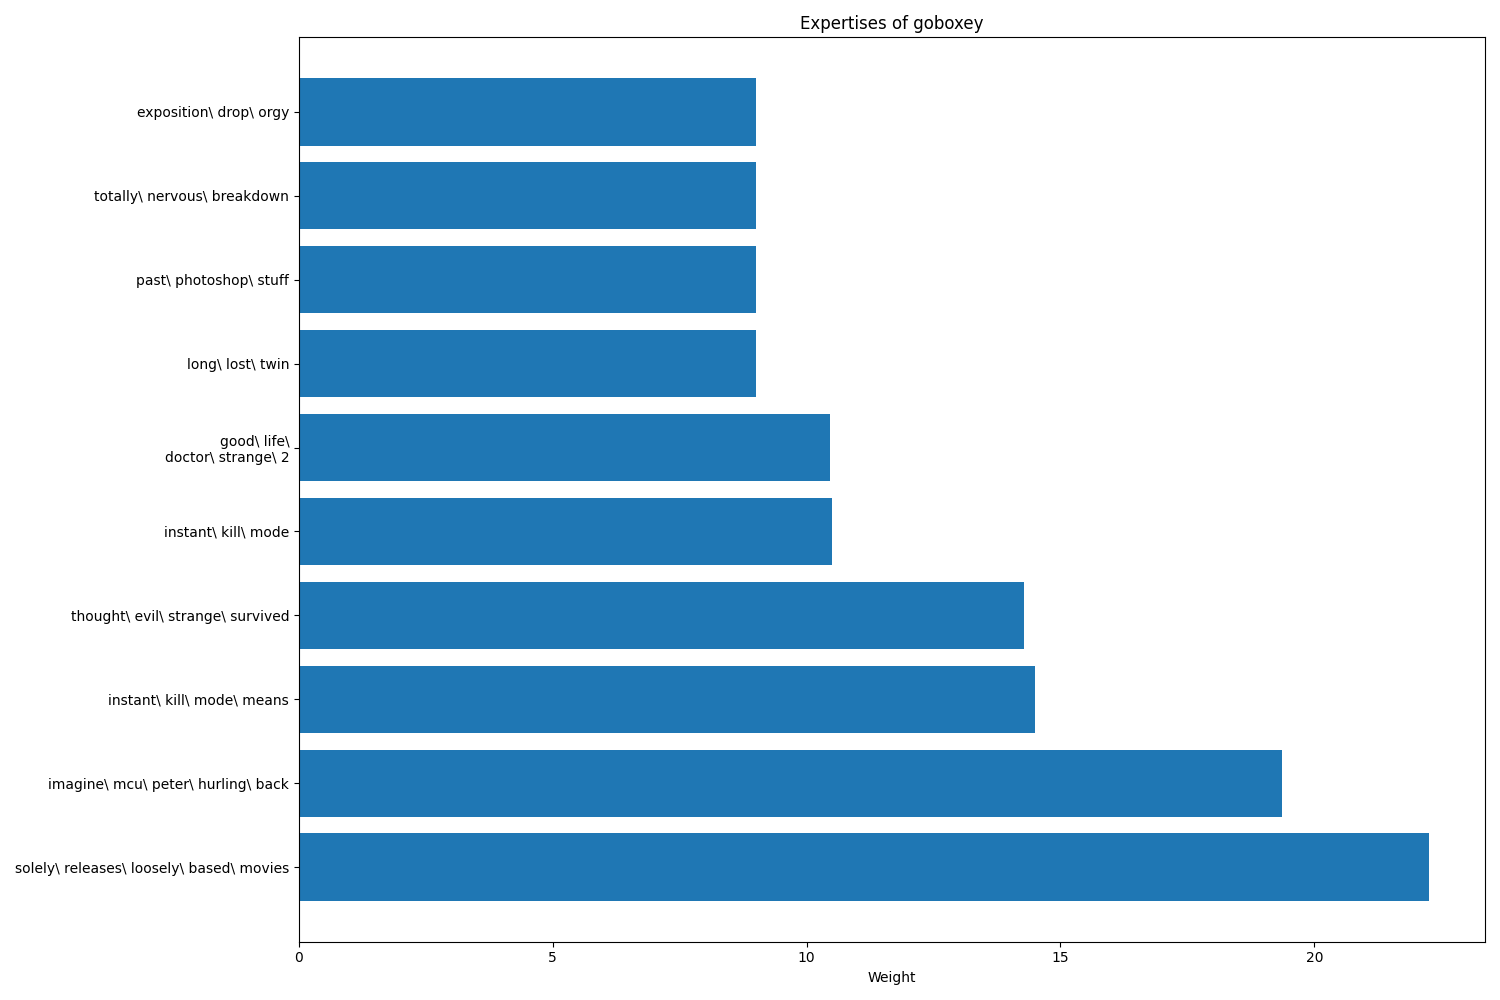 Expertises of goboxey
exposition\ drop\ orgy
totally\ nervous\ breakdown
past\ photoshop\ stuff
long\ lost\ twin
good\ life\
doctor\ strange\ 2
instant\ kill\ mode
thought\ evil\ strange\ survived
instant\ kill\ mode\ means
imagine\ mcu\ peter\ hurling\ back
solely\ releases\ loosely\ based\ movies
0 5 10 15 20
Weight